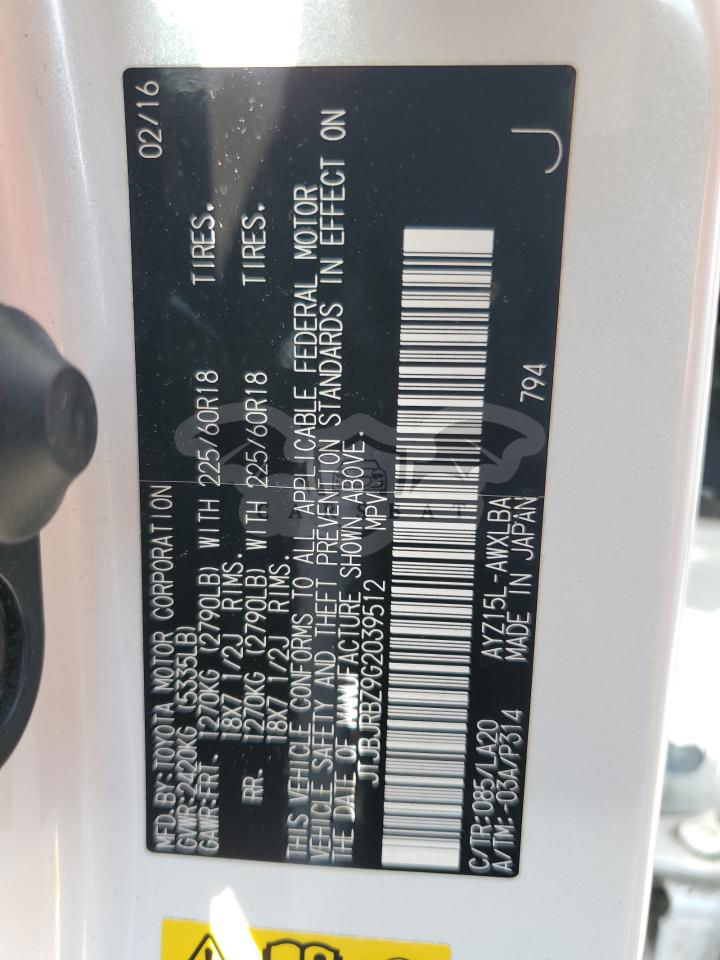 MFD.BY:TOYOTA MOTOR CORPORATION 02/16
GVWR:2420KG (5335LB)
GAWR:FRT. 1270KG (2790LB) WITH 225/60R18 TIRES.
18X7 1/2J RIMS.
RR. 1270KG (2790LB) WITH 225/60R18 TIRES.
18X7 1/2J RIMS.
THIS VEHICLE CONFORMS TO ALL APPLICABLE FEDERAL MOTOR
VEHICLE SAFETY AND THEFT PREVENTION STANDARDS IN EFFECT ON
THE DATE OF MANUFACTURE SHOWN ABOVE.
JTJBJRBZ9G2039512 MPV
C/TR:085/LA20 AYZ15L-AWXLBA 794
A/TM:-03A/P314 MADE IN JAPAN J